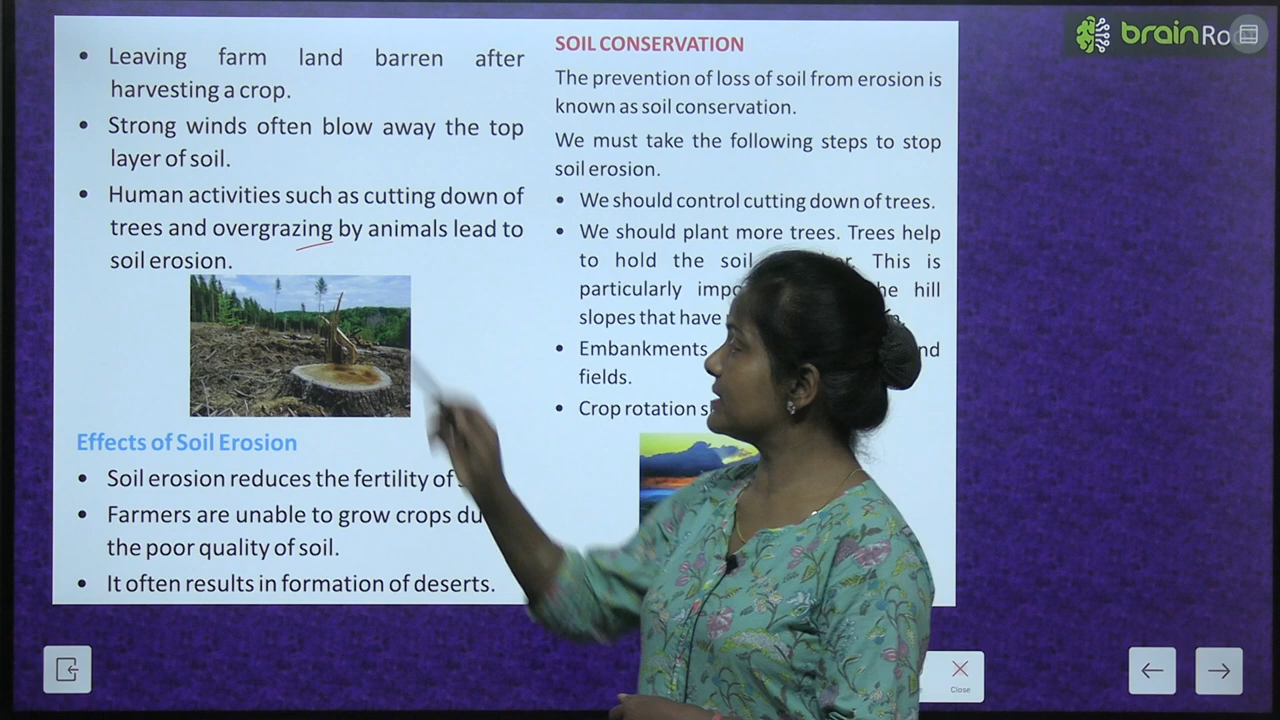 • Leaving farm land barren after
harvesting a crop.
• Strong winds often blow away the top
layer of soil.
• Human activities such as cutting down of
trees and overgrazing by animals lead to
soil erosion.
Effects of Soil Erosion
• Soil erosion reduces the fertility of
• Farmers are unable to grow crops
the poor quality of soil.
• It often results in formation of deserts.
SOIL CONSERVATION
The prevention of loss of soil from erosion is
known as soil conservation.
We must take the following steps to stop
soil erosion.
• We should control cutting down of trees.
• We should plant more trees. Trees help
to hold the soil This is
particularly hill
slopes that have
• Embankments
fields.
• Crop rotation
brain
Close